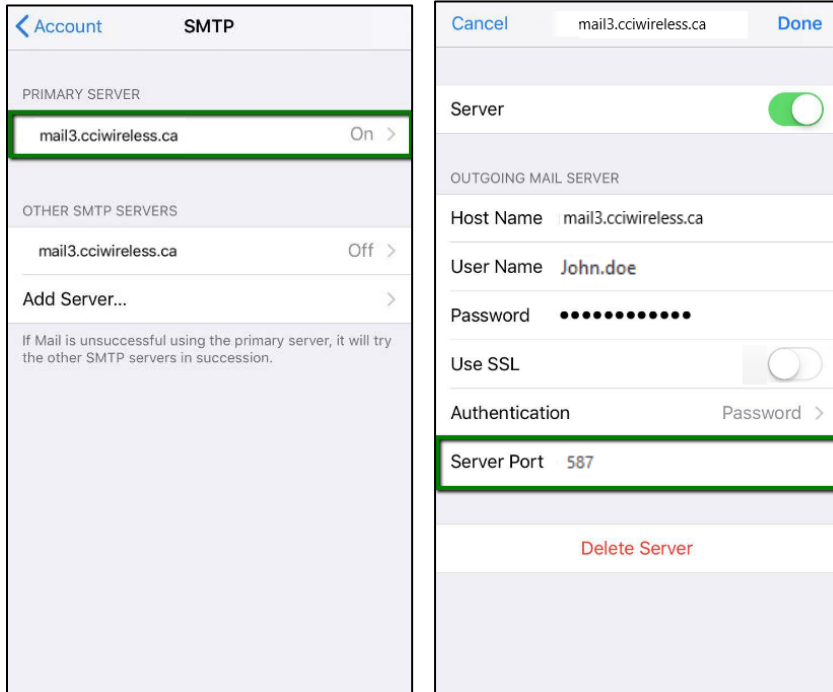 Account SMTP
PRIMARY SERVER
mail3.cciwireless.ca On
OTHER SMTP SERVERS
mail3.cciwireless.ca Off
Add Server...
If Mail is unsuccessful using the primary server, it will try
the other SMTP servers in succession.
Cancel mail3.cciwireless.ca Done
Server
OUTGOING MAIL SERVER
Host Name mail3.cciwireless.ca
User Name John.doe
Password ••••••••••••
Use SSL
Authentication Password
Server Port 587
Delete Server